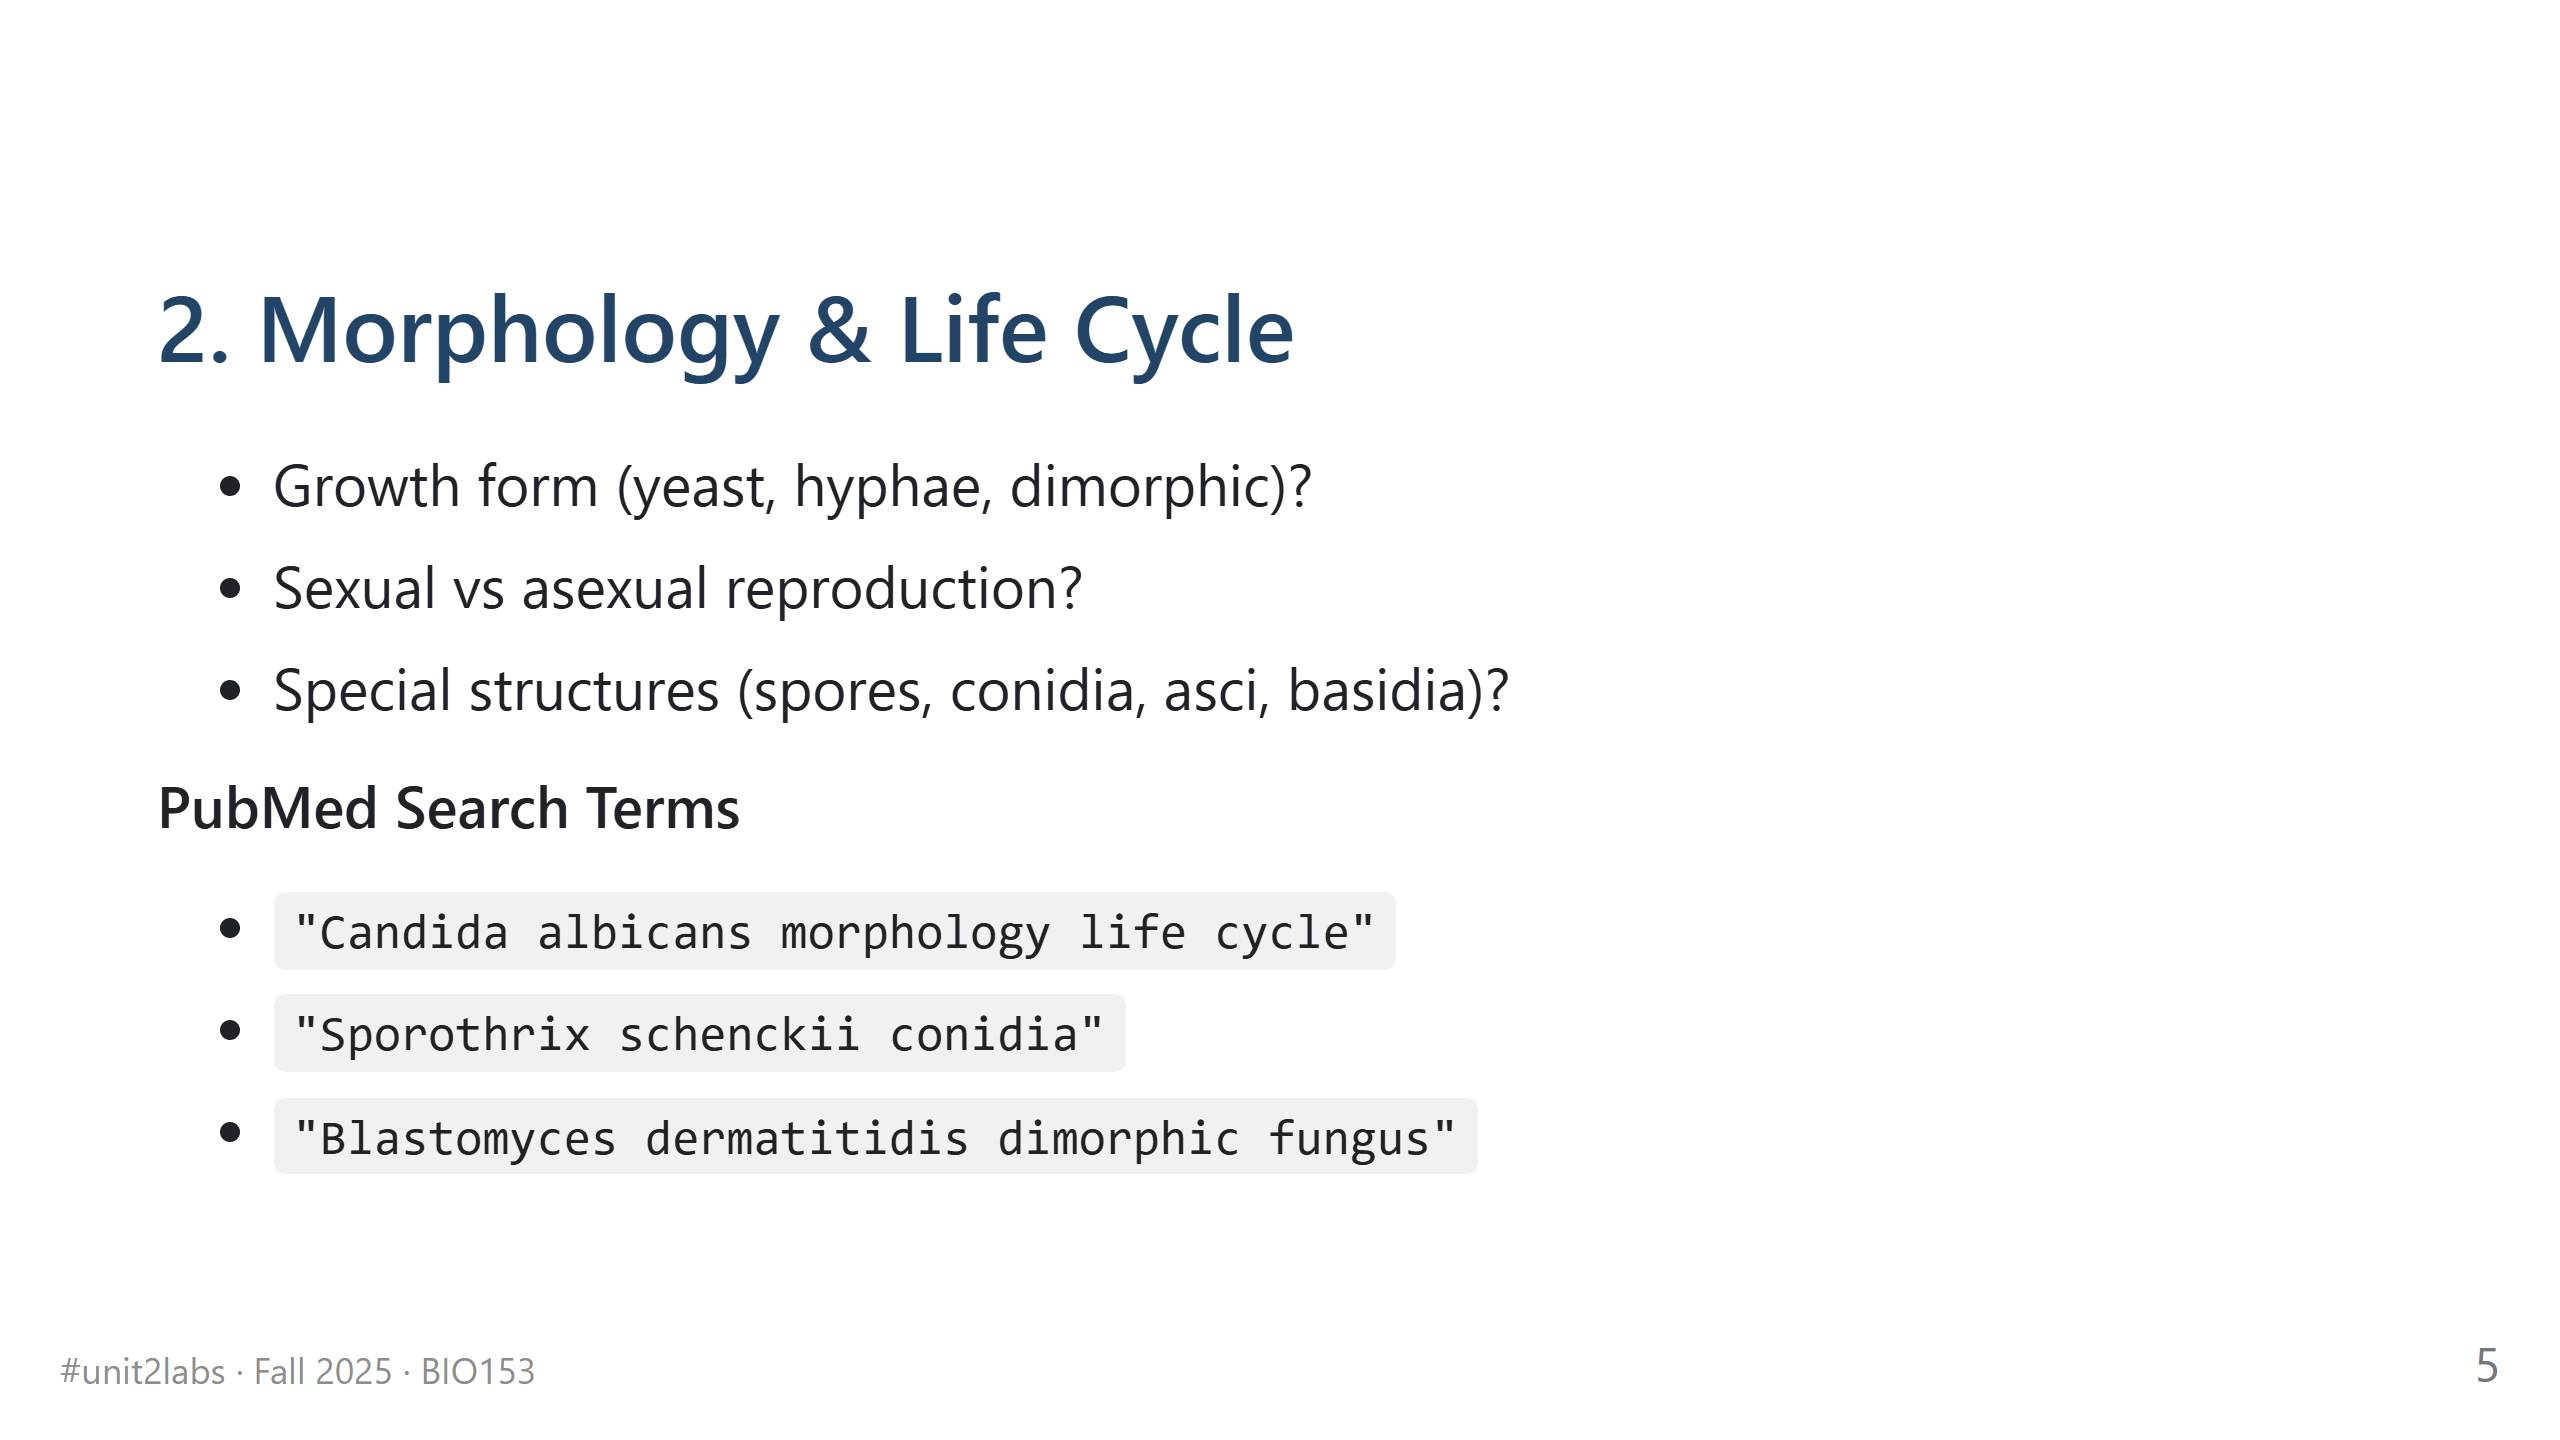 2. Morphology & Life Cycle
• Growth form (yeast, hyphae, dimorphic)?
• Sexual vs asexual reproduction?
• Special structures (spores, conidia, asci, basidia)?
PubMed Search Terms
• "Candida albicans morphology life cycle"
• "Sporothrix schenckii conidia"
• "Blastomyces dermatitidis dimorphic fungus"
#unit2labs · Fall 2025 · BIO153
5